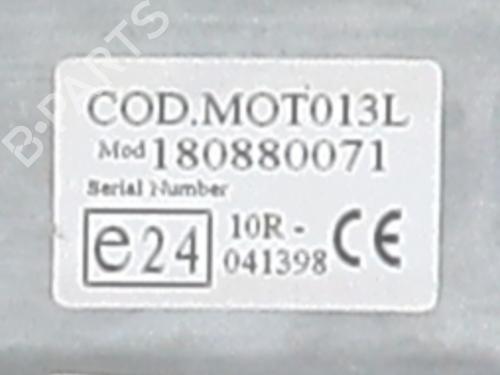 B-PARTS
COD.MOT013L
Mod 180880071
Serial Number
e24 10R -
041398 CE